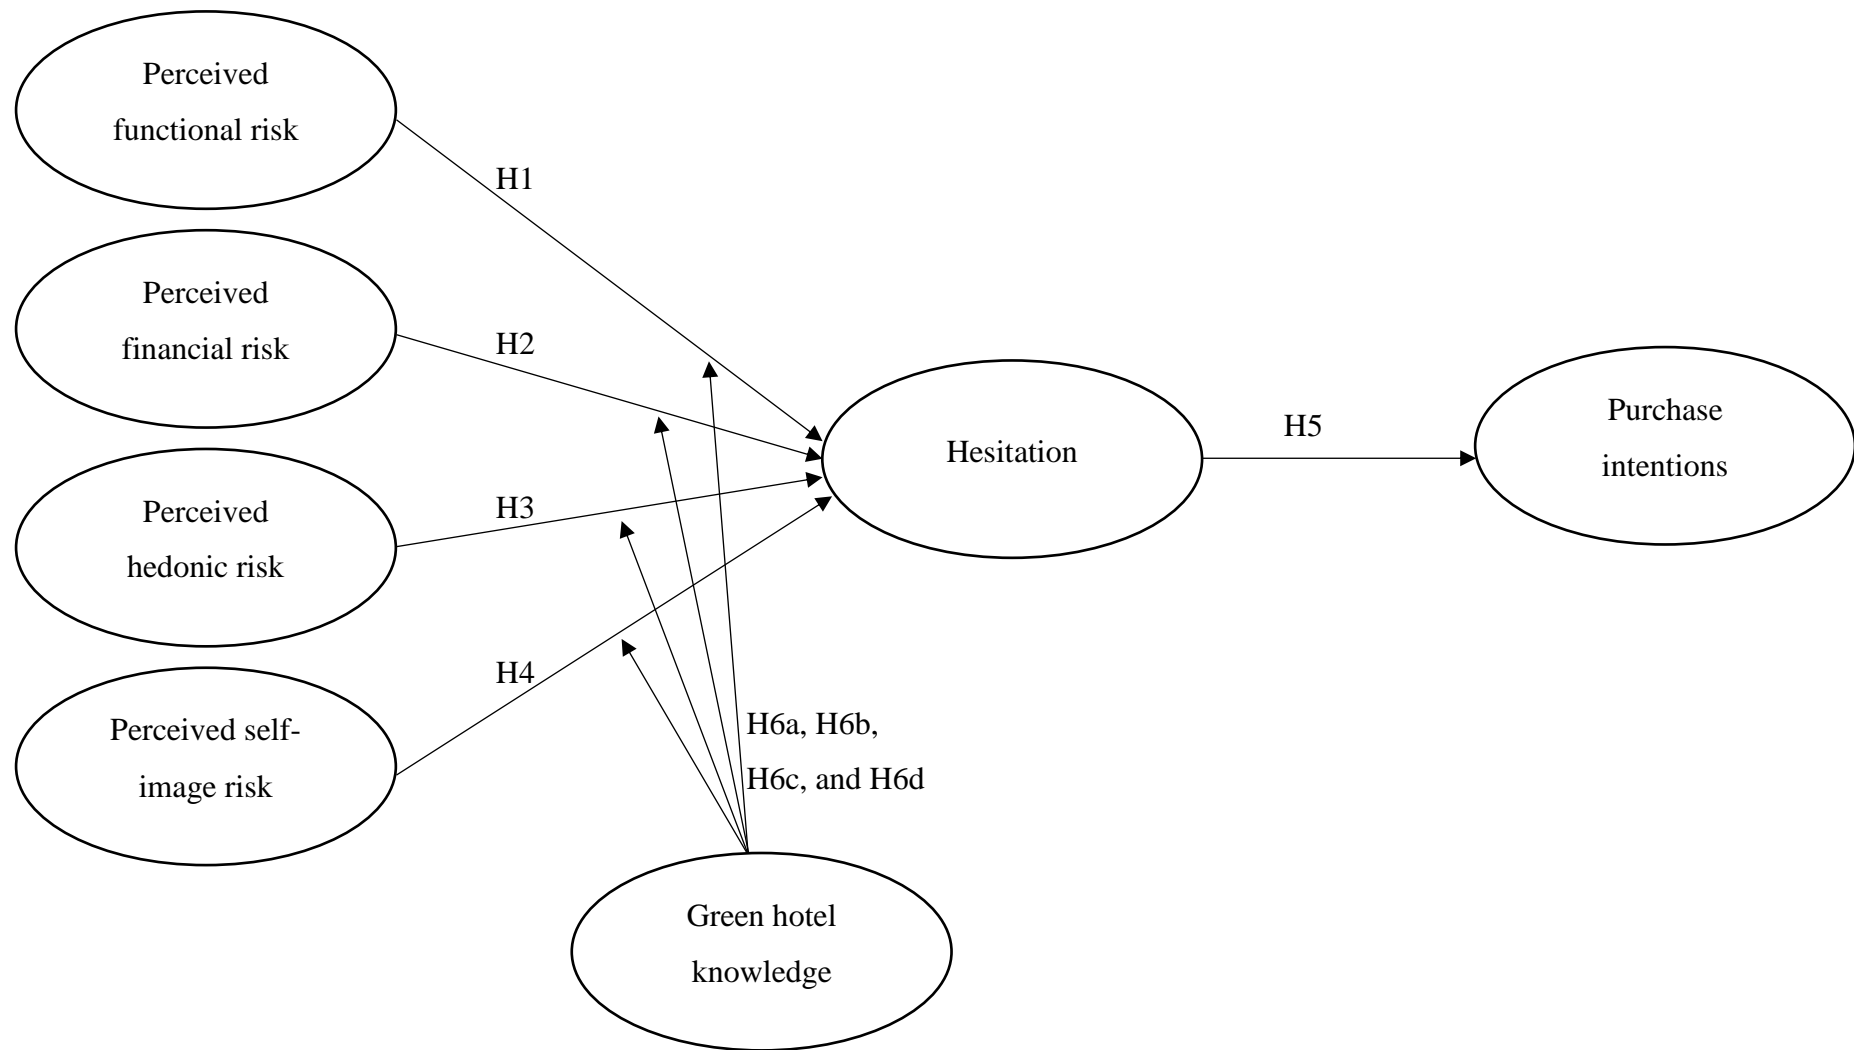 Perceived
functional risk
H1
Perceived
financial risk
H2
Perceived
hedonic risk
H3
Perceived self-
image risk
H4
Hesitation
H5
Purchase
intentions
H6a, H6b,
H6c, and H6d
Green hotel
knowledge